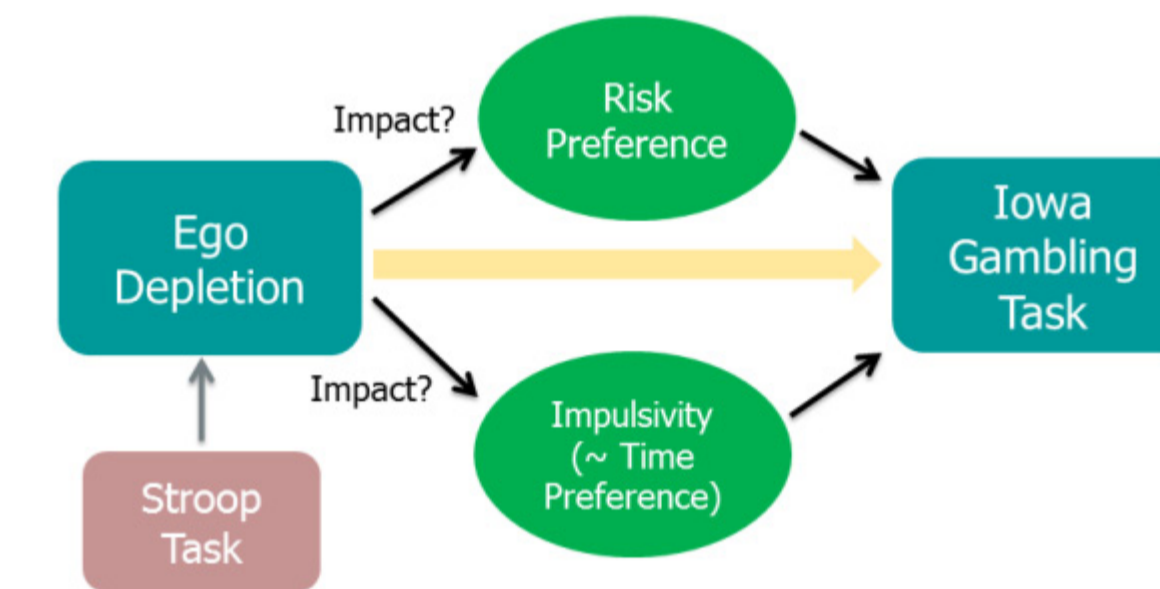 Risk
Preference
Impact?
Ego
Depletion
Iowa
Gambling
Task
Impact?
Impulsivity
(~ Time
Preference)
Stroop
Task